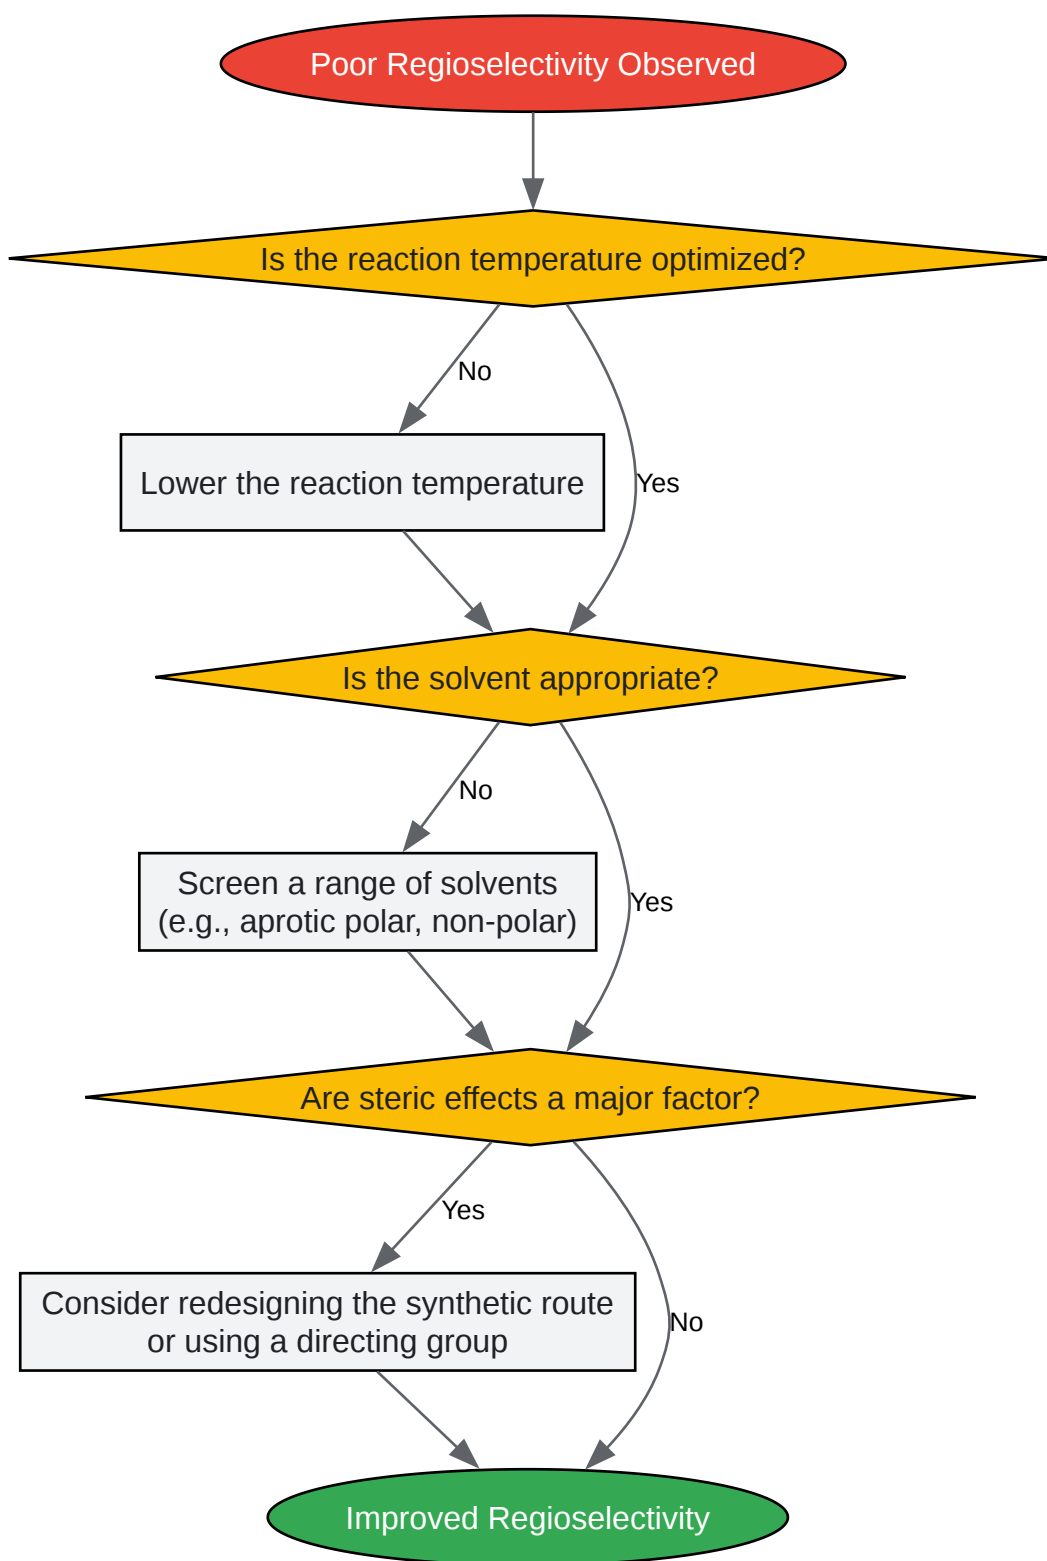 Poor Regioselectivity Observed
Is the reaction temperature optimized?
No
Lower the reaction temperature
Yes
Is the solvent appropriate?
No
Screen a range of solvents
(e.g., aprotic polar, non-polar)
Yes
Are steric effects a major factor?
Yes
Consider redesigning the synthetic route
or using a directing group
No
Improved Regioselectivity